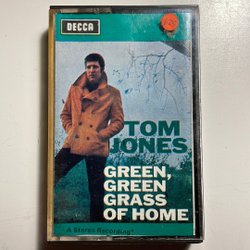 DECCA
TOM
JONES
GREEN,
GREEN
GRASS
OF HOME
A Stereo Recording